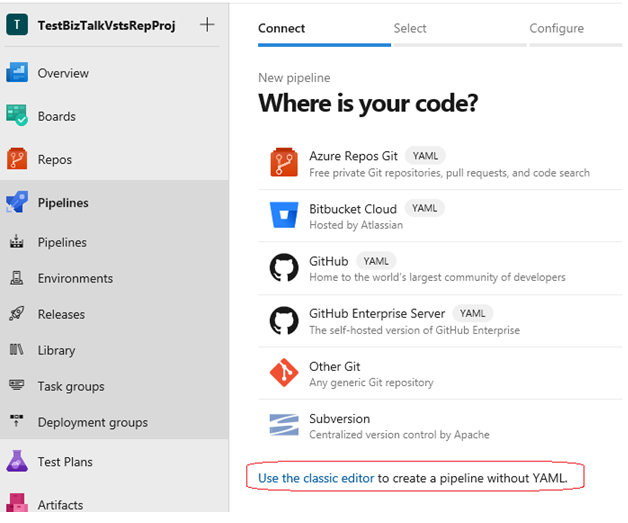 T TestBizTalkVstsRepProj +
Overview
Boards
Repos
Pipelines
Pipelines
Environments
Releases
Library
Task groups
Deployment groups
Test Plans
Artifacts
Connect Select Configure
New pipeline
Where is your code?
Azure Repos Git YAML
Free private Git repositories, pull requests, and code search
Bitbucket Cloud YAML
Hosted by Atlassian
GitHub YAML
Home to the world's largest community of developers
GitHub Enterprise Server YAML
The self-hosted version of GitHub Enterprise
Other Git
Any generic Git repository
Subversion
Centralized version control by Apache
Use the classic editor to create a pipeline without YAML.